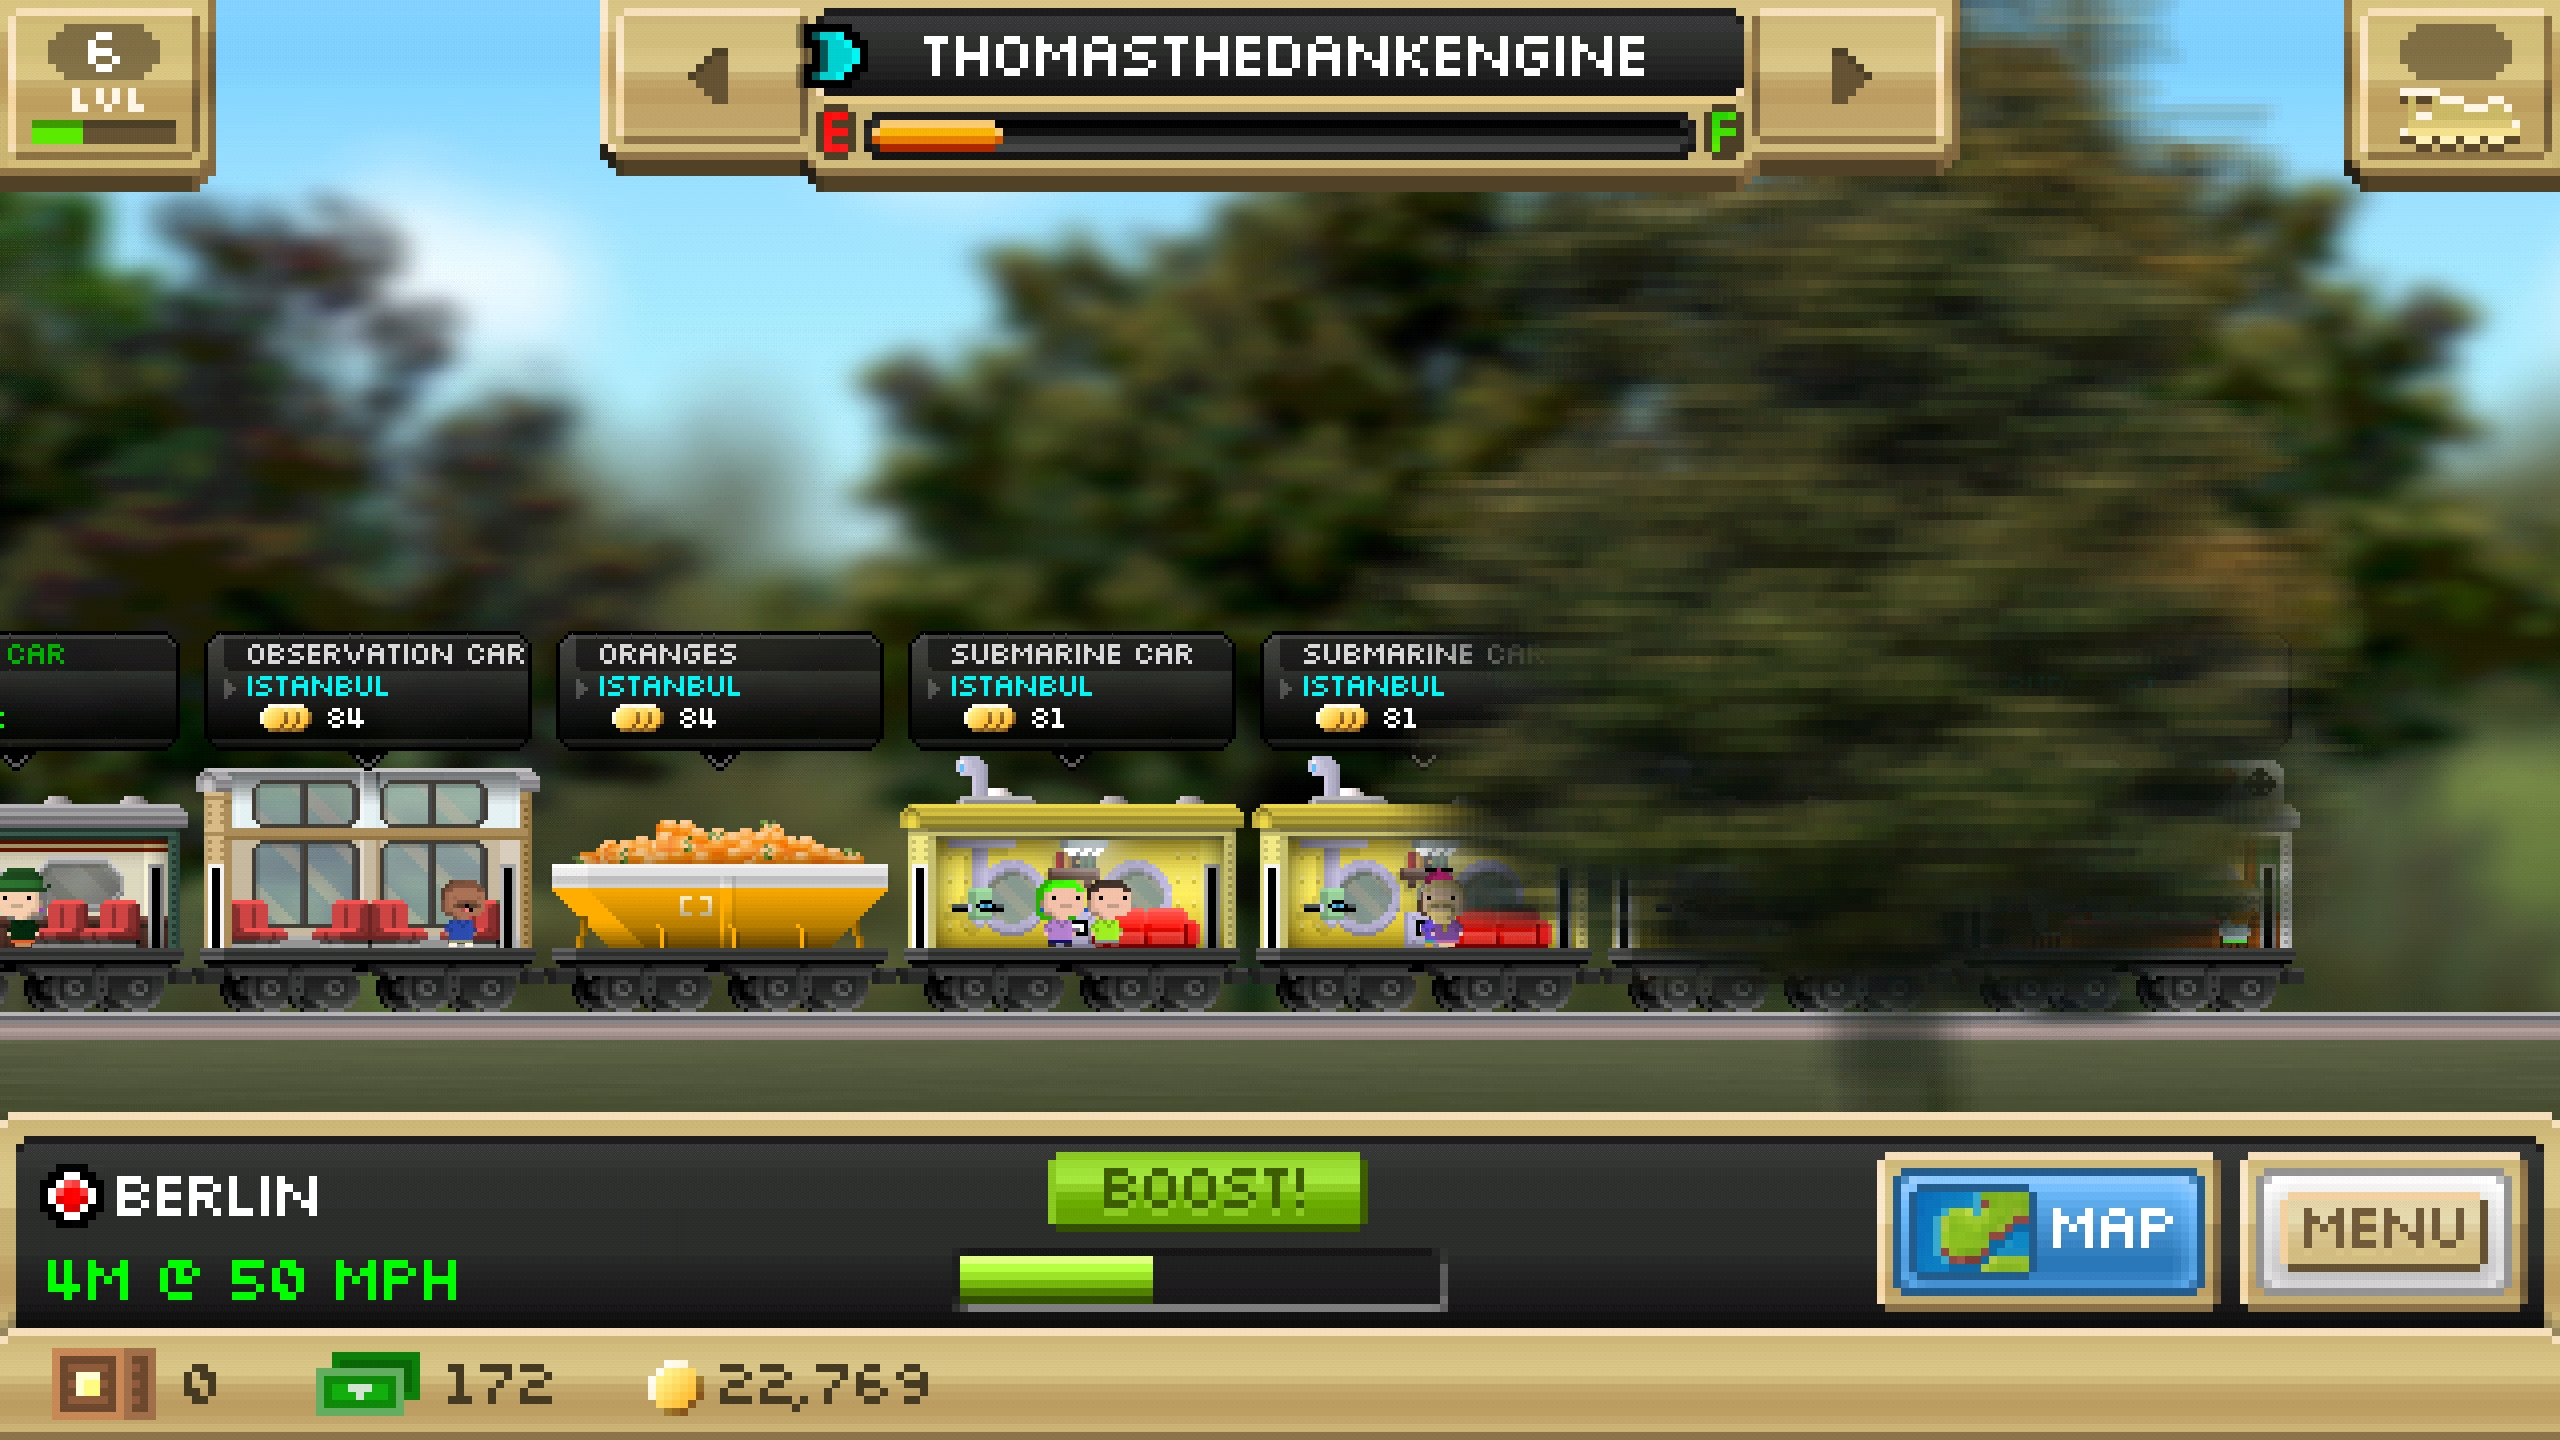 6
LVL
THOMASTHEDANKENGINE
E F
CAR
OBSERVATION CAR
ISTANBUL
84
ORANGES
ISTANBUL
84
SUBMARINE CAR
ISTANBUL
81
SUBMARINE CAR
ISTANBUL
81
BERLIN
4M @ 50 MPH
BOOST!
MAP
MENU
0
172
22,769